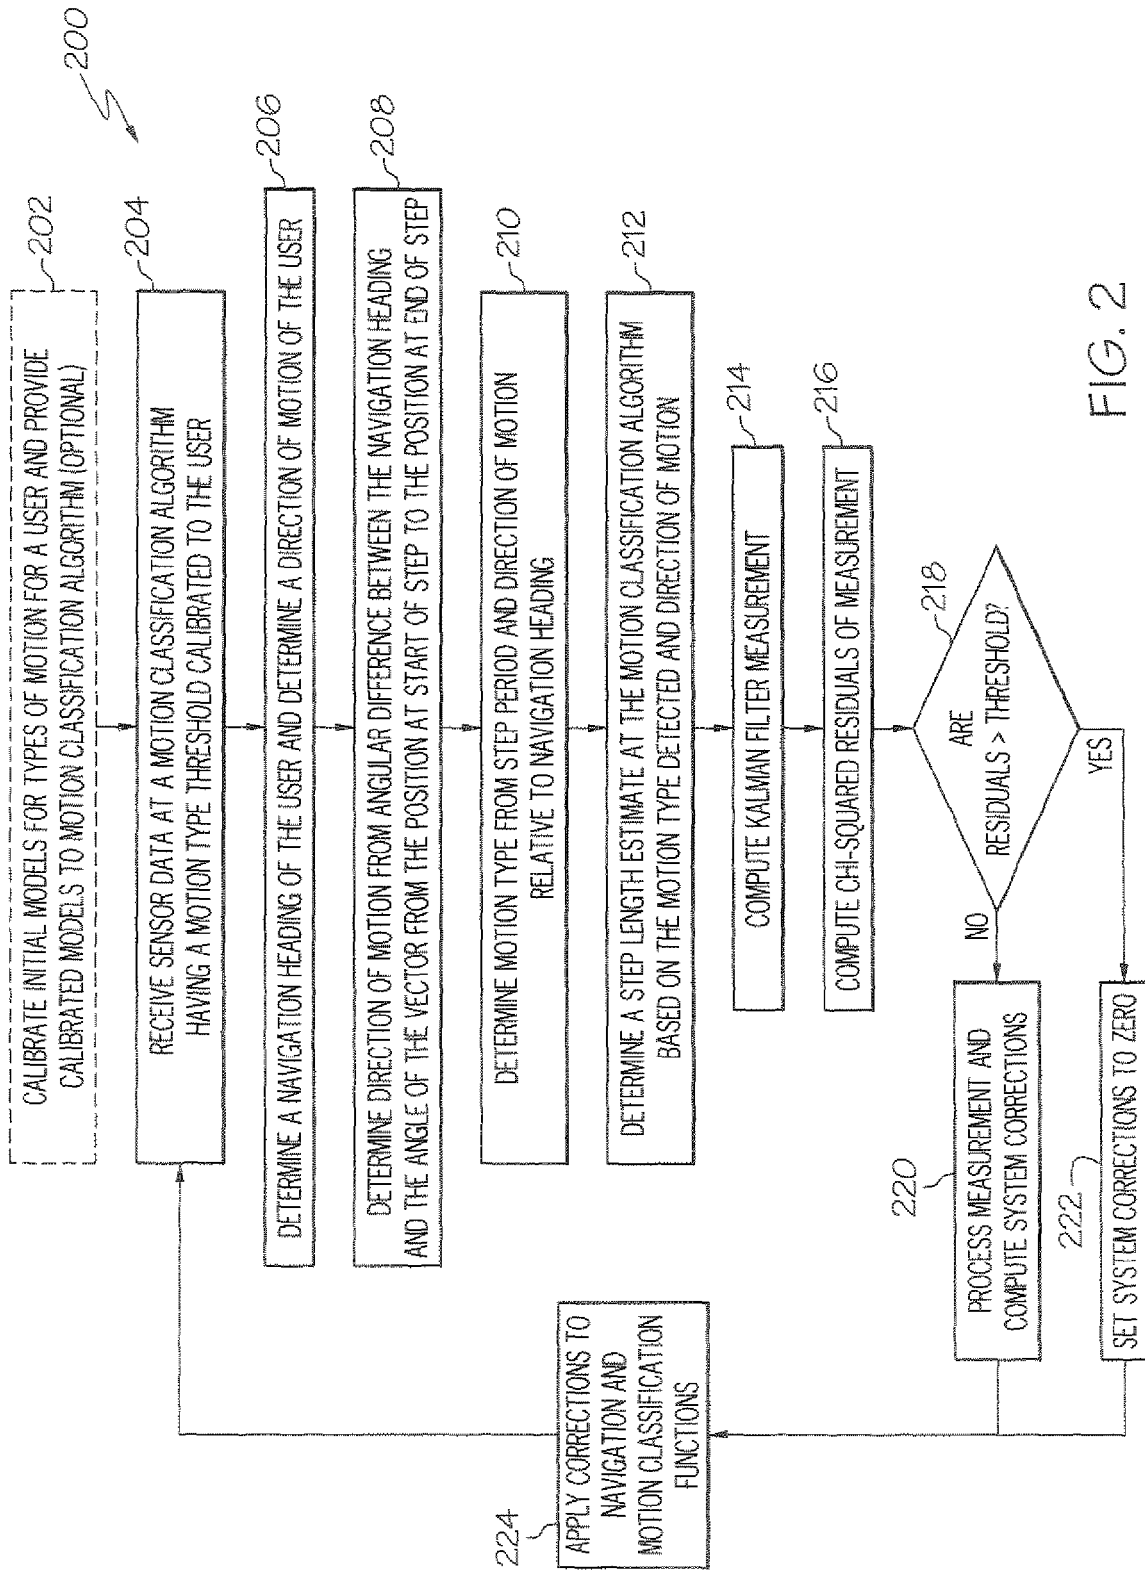 200
CALIBRATE INITIAL MODELS FOR TYPES OF MOTION FOR A USER AND PROVIDE
CALIBRATED MODELS TO MOTION CLASSIFICATION ALGORITHM (OPTIONAL)
202
RECEIVE SENSOR DATA AT A MOTION CLASSIFICATION ALGORITHM
HAVING A MOTION TYPE THRESHOLD CALIBRATED TO THE USER
204
DETERMINE A NAVIGATION HEADING OF THE USER AND DETERMINE A DIRECTION OF MOTION OF THE USER
206
DETERMINE DIRECTION OF MOTION FROM ANGULAR DIFFERENCE BETWEEN THE NAVIGATION HEADING
AND THE ANGLE OF THE VECTOR FROM THE POSITION AT START OF STEP TO THE POSITION AT END OF STEP
208
DETERMINE MOTION TYPE FROM STEP PERIOD AND DIRECTION OF MOTION
RELATIVE TO NAVIGATION HEADING
210
DETERMINE A STEP LENGTH ESTIMATE AT THE MOTION CLASSIFICATION ALGORITHM
BASED ON THE MOTION TYPE DETECTED AND DIRECTION OF MOTION
212
COMPUTE KALMAN FILTER MEASUREMENT
214
COMPUTE CHI-SQUARED RESIDUALS OF MEASUREMENT
216
ARE
RESIDUALS > THRESHOLD?
218
NO
YES
220
PROCESS MEASUREMENT AND
COMPUTE SYSTEM CORRECTIONS
222
SET SYSTEM CORRECTIONS TO ZERO
224
APPLY CORRECTIONS TO
NAVIGATION AND
MOTION CLASSIFICATION
FUNCTIONS
FIG. 2